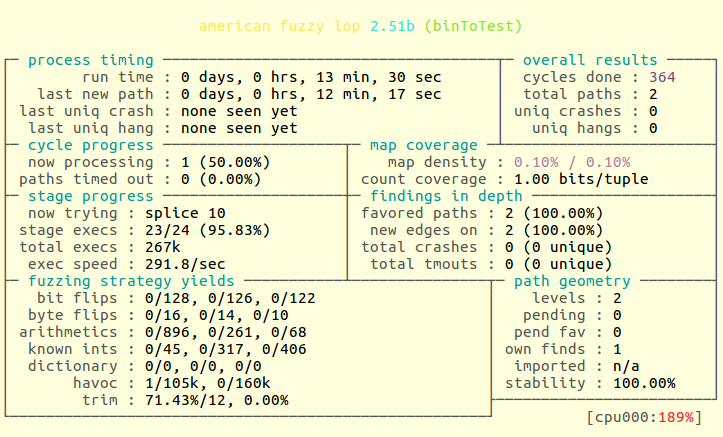 american fuzzy lop 2.51b (binToTest)
process timing overall results
run time : 0 days, 0 hrs, 13 min, 30 sec cycles done : 364
last new path : 0 days, 0 hrs, 12 min, 17 sec total paths : 2
last uniq crash : none seen yet uniq crashes : 0
last uniq hang : none seen yet uniq hangs : 0
cycle progress map coverage
now processing : 1 (50.00%) map density : 0.10% / 0.10%
paths timed out : 0 (0.00%) count coverage : 1.00 bits/tuple
stage progress findings in depth
now trying : splice 10 favored paths : 2 (100.00%)
stage execs : 23/24 (95.83%) new edges on : 2 (100.00%)
total execs : 267k total crashes : 0 (0 unique)
exec speed : 291.8/sec total tmouts : 0 (0 unique)
fuzzing strategy yields path geometry
bit flips : 0/128, 0/126, 0/122 levels : 2
byte flips : 0/16, 0/14, 0/10 pending : 0
arithmetics : 0/896, 0/261, 0/68 pend fav : 0
known ints : 0/45, 0/317, 0/406 own finds : 1
dictionary : 0/0, 0/0, 0/0 imported : n/a
havoc : 1/105k, 0/160k stability : 100.00%
trim : 71.43%/12, 0.00%
[cpu000:189%]